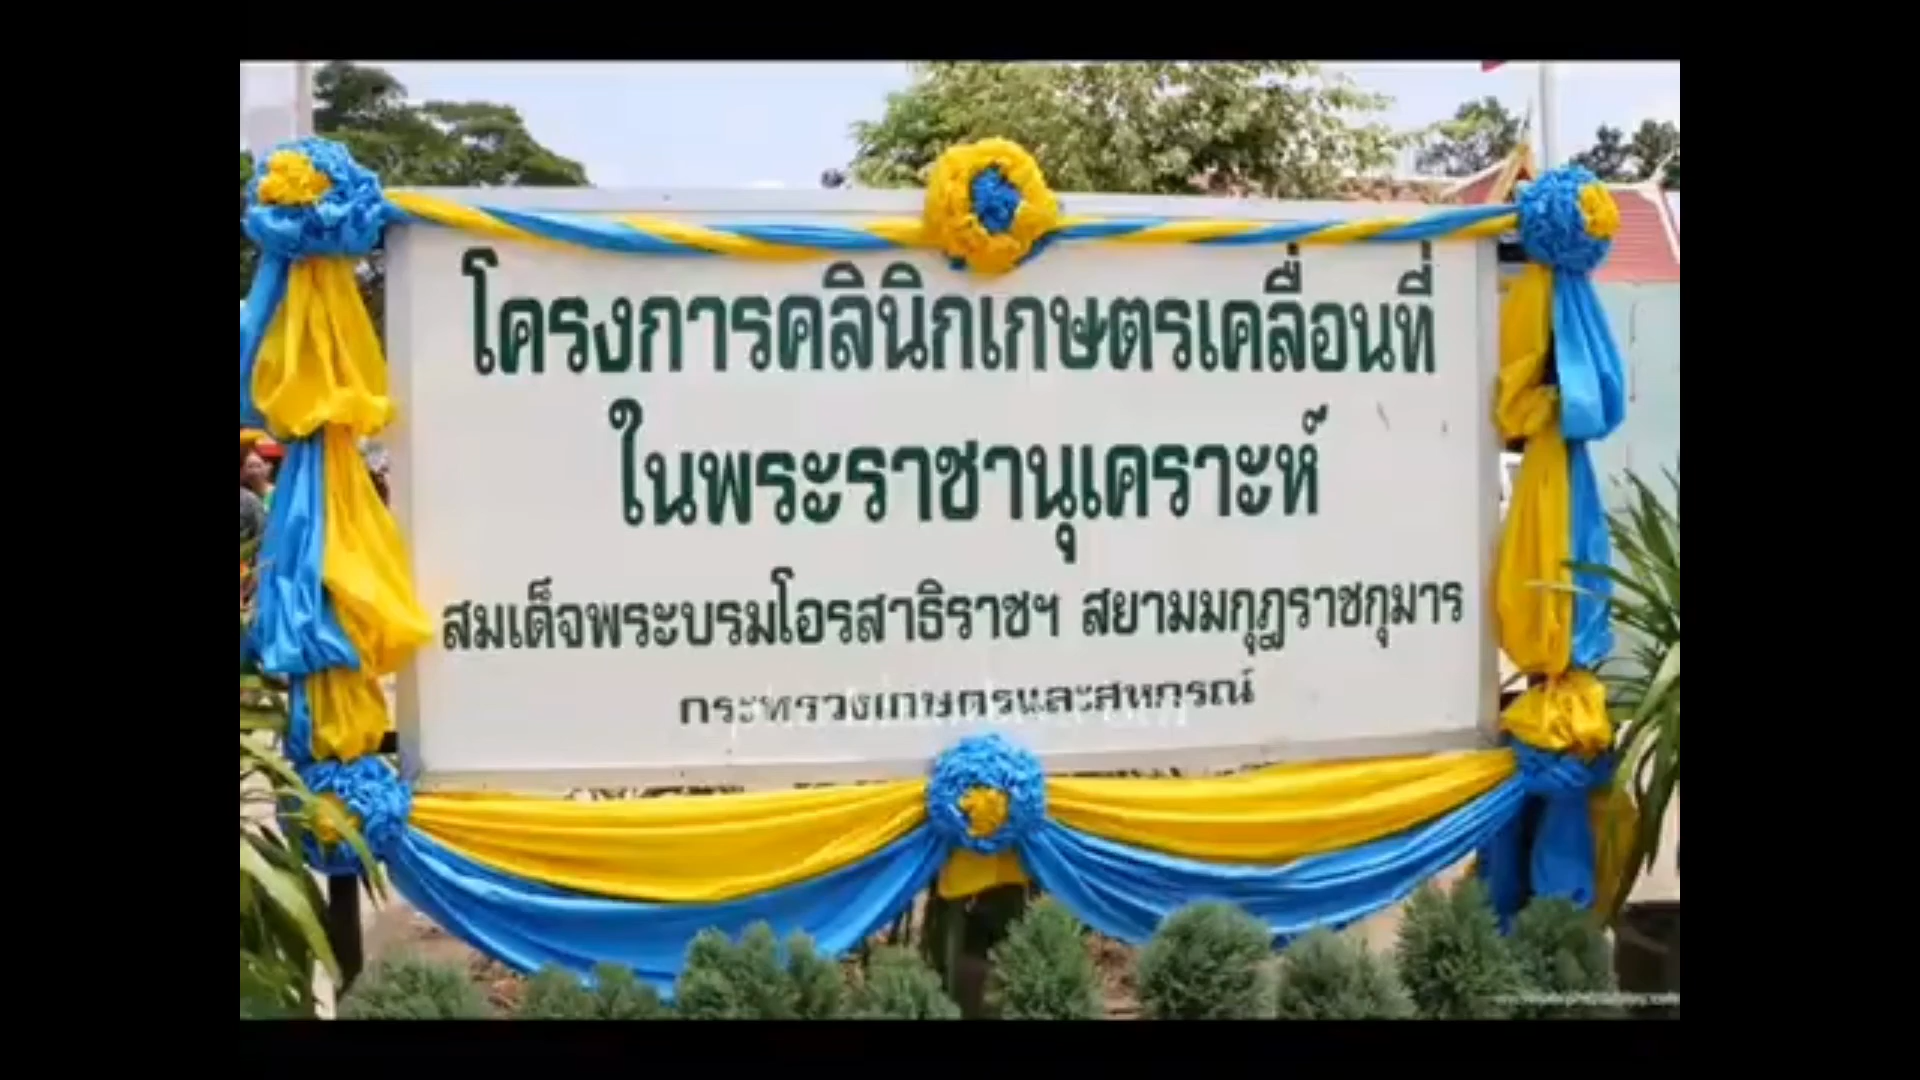 โครงการคลินิกเกษตรเคลื่อนที่
ในพระราชานุเคราะห์
สมเด็จพระบรมโอรสาธิราชฯ สยามมกุฎราชกุมาร
กระทรวงเกษตรและสหกรณ์